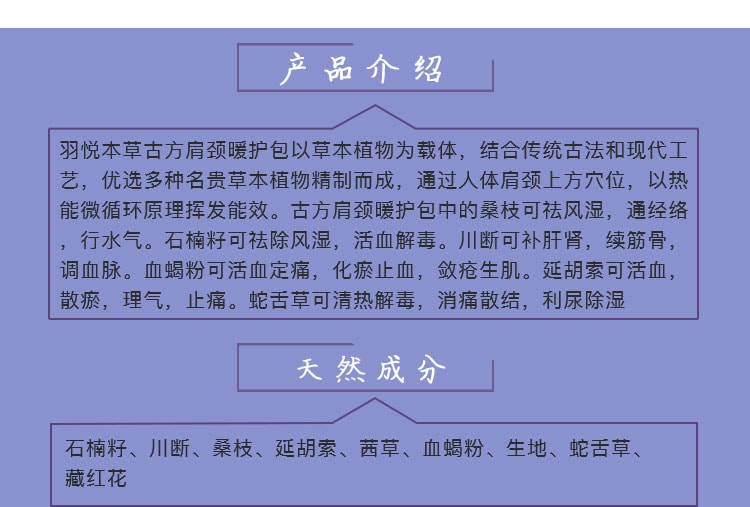 产品介绍
羽悦本草古方肩颈暖护包以草本植物为载体，结合传统古法和现代工
艺，优选多种名贵草本植物精制而成，通过人体肩颈上方穴位，以热
能微循环原理挥发能效。古方肩颈暖护包中的桑枝可祛风湿，通经络
，行水气。石楠籽可祛除风湿，活血解毒。川断可补肝肾，续筋骨，
调血脉。血蝎粉可活血定痛，化瘀止血，敛疮生肌。延胡索可活血，
散瘀，理气，止痛。蛇舌草可清热解毒，消痛散结，利尿除湿
天然成分
石楠籽、川断、桑枝、延胡索、茜草、血蝎粉、生地、蛇舌草、
藏红花